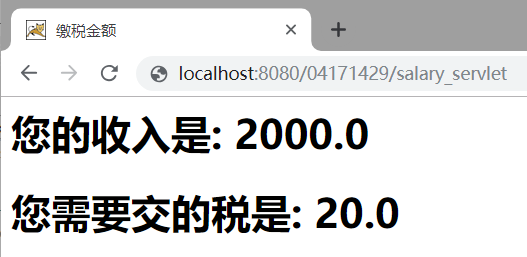 缴税金额
localhost:8080/04171429/salary_servlet
您的收入是: 2000.0
您需要交的税是: 20.0